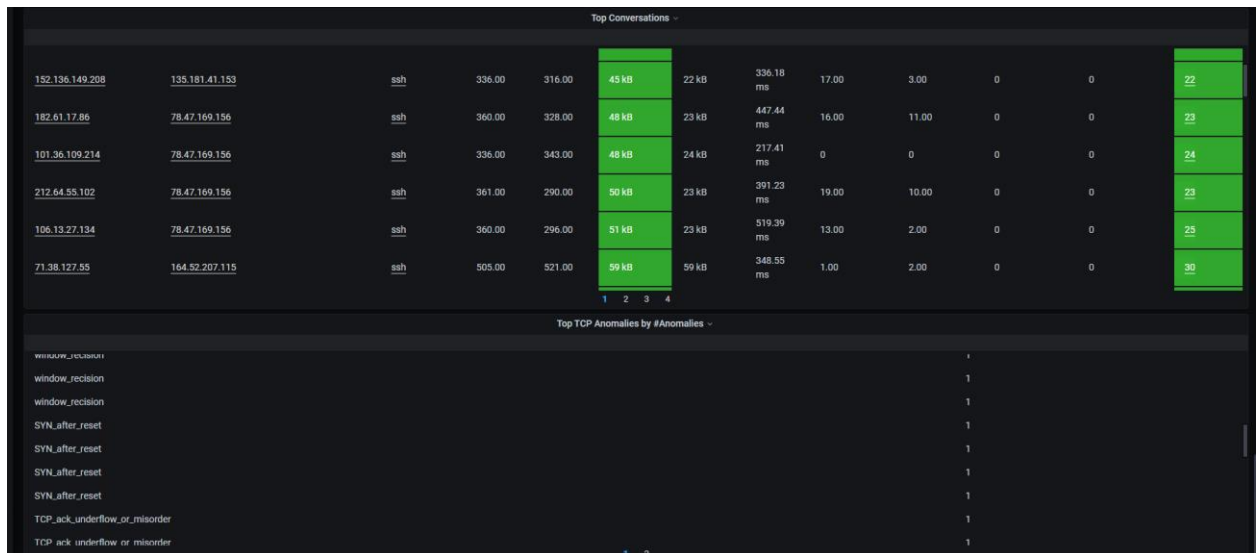 Top Conversations
152.136.149.208 135.181.41.153 ssh 336.00 316.00 45 kB 22 kB 336.18 ms 17.00 3.00 0 0 22
182.61.17.86 78.47.169.156 ssh 360.00 328.00 48 kB 23 kB 447.44 ms 16.00 11.00 0 0 23
101.36.109.214 78.47.169.156 ssh 336.00 343.00 48 kB 24 kB 217.41 ms 0 0 0 0 24
212.64.55.102 78.47.169.156 ssh 361.00 290.00 50 kB 23 kB 391.23 ms 19.00 10.00 0 0 23
106.13.27.134 78.47.169.156 ssh 360.00 296.00 51 kB 23 kB 519.39 ms 13.00 2.00 0 0 25
71.38.127.55 164.52.207.115 ssh 505.00 521.00 59 kB 59 kB 348.55 ms 1.00 2.00 0 0 30
1 2 3 4
Top TCP Anomalies by #Anomalies
window_recision 1
window_recision 1
window_recision 1
SYN_after_reset 1
SYN_after_reset 1
SYN_after_reset 1
SYN_after_reset 1
TCP_ack_underflow_or_misorder 1
TCP_ack_underflow_or_misorder 1
1 2